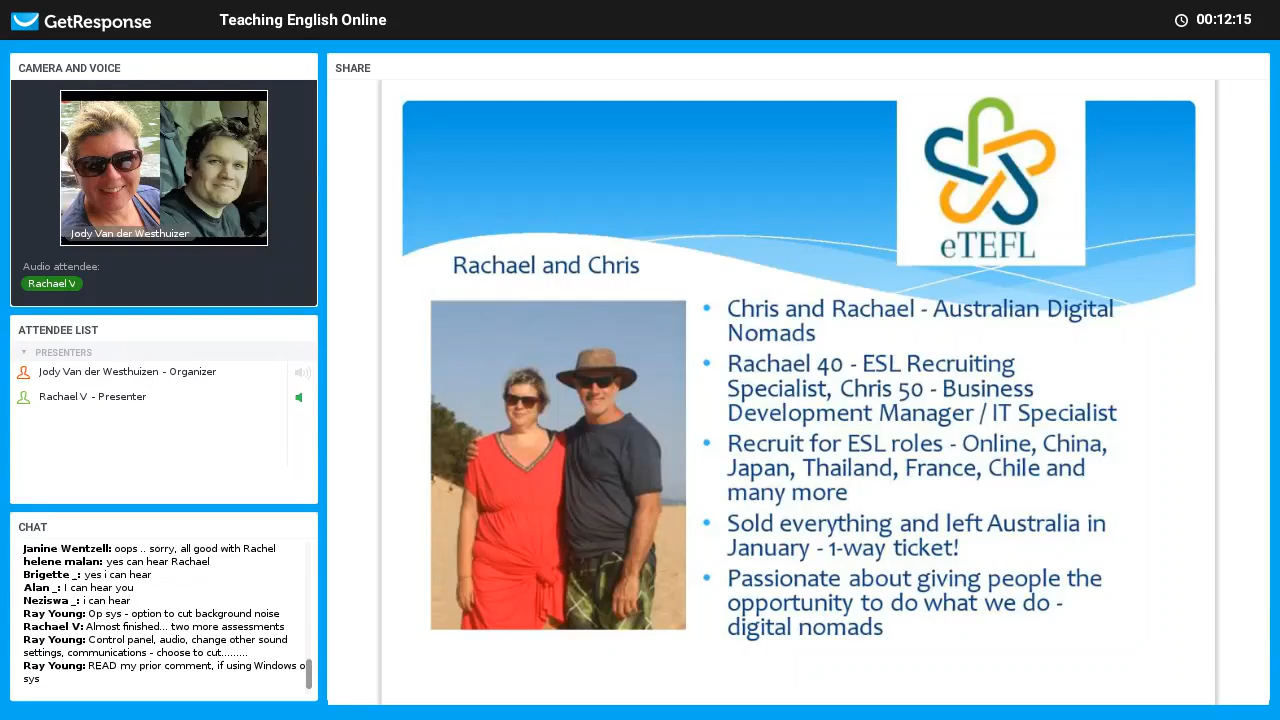 GetResponse
Teaching English Online
00:12:15
CAMERA AND VOICE
Jody Van der Westhuizen
Audio attendee:
Rachael V
ATTENDEE LIST
PRESENTERS
Jody Van der Westhuizen - Organizer
Rachael V - Presenter
CHAT
Janine Wentzell: oops .. sorry, all good with Rachel
helene malan: yes can hear Rachael
Brigette _: yes i can hear
Alan _: I can hear you
Neziswa _: i can hear
Ray Young: Op sys - option to cut background noise
Rachael V: Almost finished... two more assessments
Ray Young: Control panel, audio, change other sound
settings, communications - choose to cut.........
Ray Young: READ my prior comment, if using Windows o
sys
SHARE
eTEFL
Rachael and Chris
• Chris and Rachael - Australian Digital
Nomads
• Rachael 40 - ESL Recruiting
Specialist, Chris 50 - Business
Development Manager / IT Specialist
• Recruit for ESL roles - Online, China,
Japan, Thailand, France, Chile and
many more
• Sold everything and left Australia in
January - 1-way ticket!
• Passionate about giving people the
opportunity to do what we do -
digital nomads